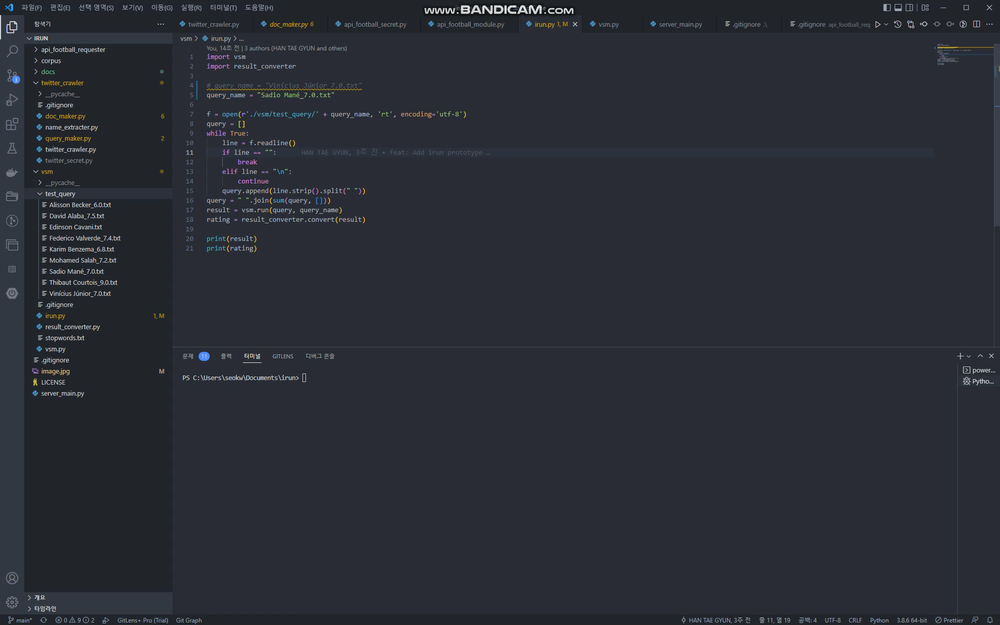 파일(F) 편집(E) 선택 영역(S) 보기(V) 이동(G) 실행(R) 터미널(T) 도움말(H)
www.BANDICAM.com
탐색기
twitter_crawler.py
doc_maker.py 6
api_football_secret.py
api_football_module.py
irun.py 1, M
vsm.py
server_main.py
.gitignore .\
.gitignore api_football_req
IRUN
api_football_requester
corpus
docs
twitter_crawler
__pycache__
.gitignore
doc_maker.py 6
name_extracter.py
query_maker.py 2
twitter_crawler.py
twitter_secret.py
vsm
__pycache__
test_query
Alisson Becker_6.0.txt
David Alaba_7.5.txt
Edinson Cavani.txt
Federico Valverde_7.4.txt
Karim Benzema_6.8.txt
Mohamed Salah_7.2.txt
Sadio Mané_7.0.txt
Thibaut Courtois_9.0.txt
Vinícius Júnior_7.0.txt
.gitignore
irun.py 1, M
result_converter.py
stopwords.txt
vsm.py
.gitignore
image.jpg M
LICENSE
server_main.py
개요
타임라인
3
vsm > irun.py > ...
You, 14초 전 | 3 authors (HAN TAE GYUN and others)
1 import vsm
2 import result_converter
3
4 # query_name = "Vinícius Júnior_7.0.txt"
5 query_name = "Sadio Mané_7.0.txt"
6
7 f = open(r'./vsm/test_query/' + query_name, 'rt', encoding='utf-8')
8 query = []
9 while True:
10 line = f.readline()
11 if line == "": HAN TAE GYUN, 3주 전 • feat: Add irun prototype …
12 break
13 elif line == "\n":
14 continue
15 query.append(line.strip().split(" "))
16 query = " ".join(sum(query, []))
17 result = vsm.run(query, query_name)
18 rating = result_converter.convert(result)
19
20 print(result)
21 print(rating)
문제 11 출력 터미널 GITLENS 디버그 콘솔
PS C:\Users\seokw\Documents\irun>
power...
Pytho...
main* 0 9 2 GitLens+ Pro (Trial) Git Graph
HAN TAE GYUN, 3주 전 줄 11, 열 19 공백: 4 UTF-8 CRLF Python 3.8.6 64-bit Prettier